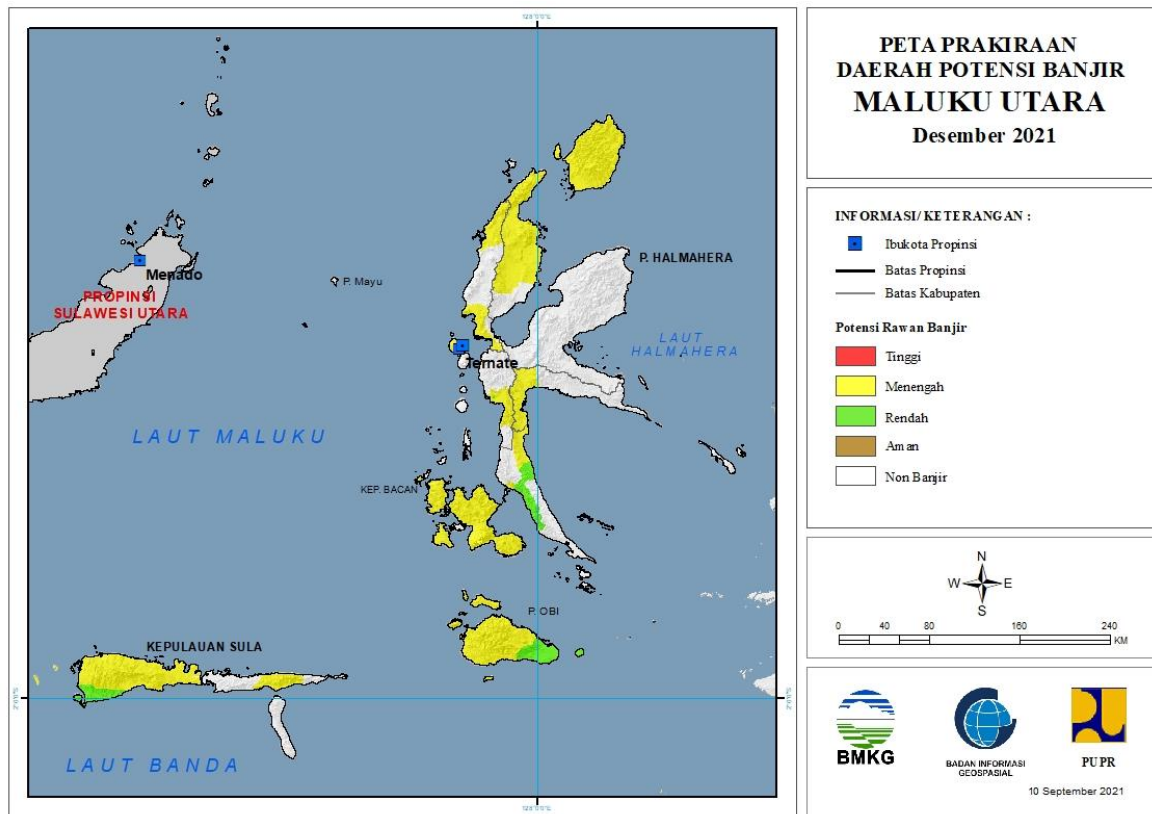 PETA PRAKIRAAN
DAERAH POTENSI BANJIR
MALUKU UTARA
Desember 2021
INFORMASI/ KETERANGAN :
Ibukota Propinsi
Batas Propinsi
Batas Kabupaten
Potensi Rawan Banjir
Tinggi
Menengah
Rendah
Aman
Non Banjir
N
W
E
S
0
40
80
160
240
KM
BMKG
BADAN INFORMASI
GEOSPASIAL
PUPR
10 September 2021
Menado
PROPINSI
SULAWESI UTARA
P. Mayu
P. HALMAHERA
LAUT
HALMAHERA
Ternate
LAUT MALUKU
KEP. BACAN
P. OBI
KEPULAUAN SULA
LAUT BANDA